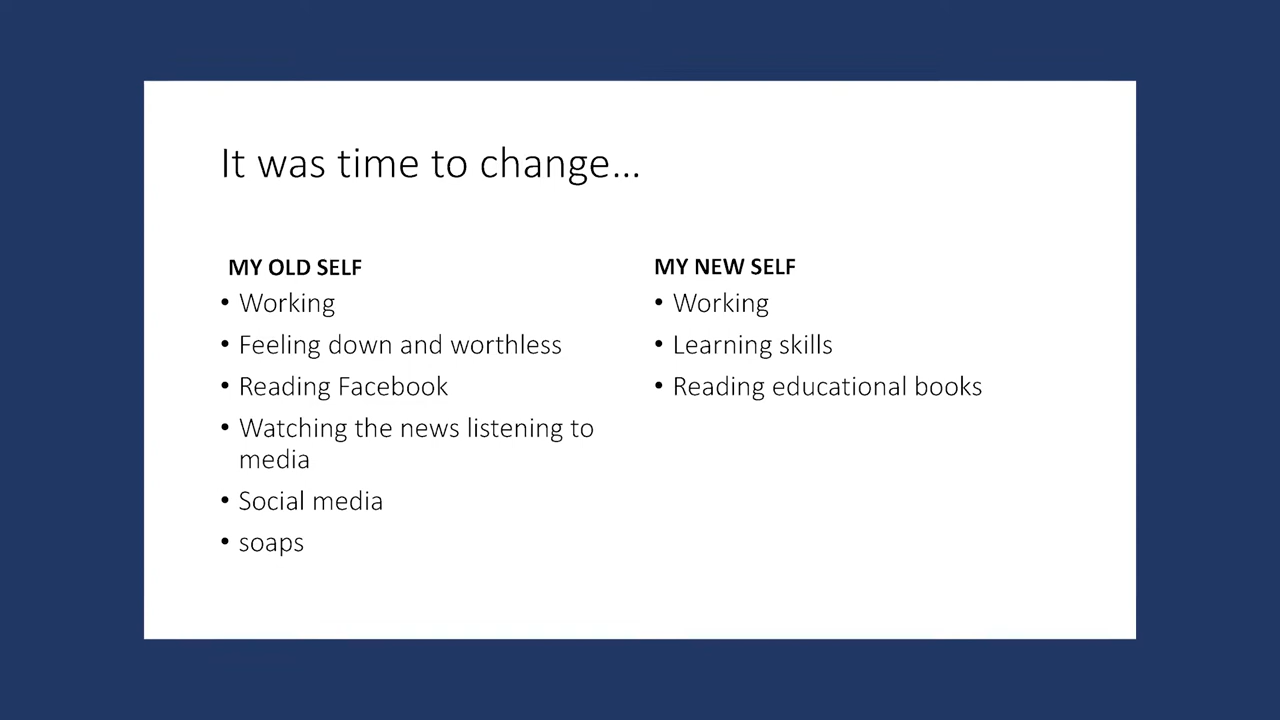 It was time to change...
MY OLD SELF
• Working
• Feeling down and worthless
• Reading Facebook
• Watching the news listening to
media
• Social media
• soaps
MY NEW SELF
• Working
• Learning skills
• Reading educational books